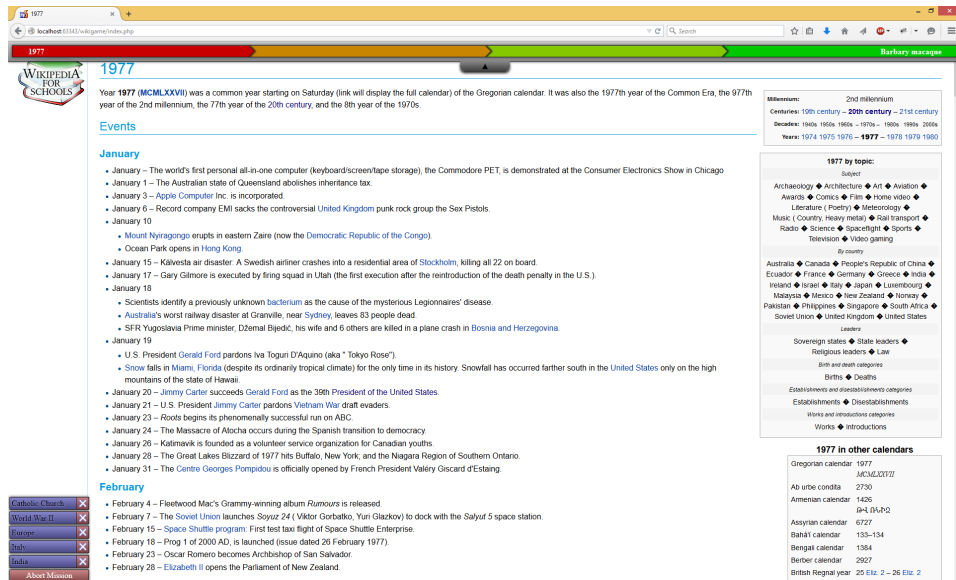 1977
localhost:63343/wikigame/index.php
Search
1977
Barbary macaque
WIKIPEDIA
FOR
SCHOOLS
1977
Year 1977 (MCMLXXVII) was a common year starting on Saturday (link will display the full calendar) of the Gregorian calendar. It was also the 1977th year of the Common Era, the 977th
year of the 2nd millennium, the 77th year of the 20th century, and the 8th year of the 1970s.
Events
January
• January – The world's first personal all-in-one computer (keyboard/screen/tape storage), the Commodore PET, is demonstrated at the Consumer Electronics Show in Chicago
• January 1 – The Australian state of Queensland abolishes inheritance tax.
• January 3 – Apple Computer Inc. is incorporated.
• January 6 – Record company EMI sacks the controversial United Kingdom punk rock group the Sex Pistols.
• January 10
• Mount Nyiragongo erupts in eastern Zaire (now the Democratic Republic of the Congo).
• Ocean Park opens in Hong Kong.
• January 15 – Kälvesta air disaster: A Swedish airliner crashes into a residential area of Stockholm, killing all 22 on board.
• January 17 – Gary Gilmore is executed by firing squad in Utah (the first execution after the reintroduction of the death penalty in the U.S.).
• January 18
• Scientists identify a previously unknown bacterium as the cause of the mysterious Legionnaires' disease.
• Australia's worst railway disaster at Granville, near Sydney, leaves 83 people dead.
• SFR Yugoslavia Prime minister, Džemal Bijedić, his wife and 6 others are killed in a plane crash in Bosnia and Herzegovina.
• January 19
• U.S. President Gerald Ford pardons Iva Toguri D'Aquino (aka " Tokyo Rose").
• Snow falls in Miami, Florida (despite its ordinarily tropical climate) for the only time in its history. Snowfall has occurred farther south in the United States only on the high
mountains of the state of Hawaii.
• January 20 – Jimmy Carter succeeds Gerald Ford as the 39th President of the United States.
• January 21 – U.S. President Jimmy Carter pardons Vietnam War draft evaders.
• January 23 – Roots begins its phenomenally successful run on ABC.
• January 24 – The Massacre of Atocha occurs during the Spanish transition to democracy.
• January 26 – Katimavik is founded as a volunteer service organization for Canadian youths.
• January 28 – The Great Lakes Blizzard of 1977 hits Buffalo, New York; and the Niagara Region of Southern Ontario.
• January 31 – The Centre Georges Pompidou is officially opened by French President Valéry Giscard d'Estaing.
February
• February 4 – Fleetwood Mac's Grammy-winning album Rumours is released.
• February 7 – The Soviet Union launches Soyuz 24 ( Viktor Gorbatko, Yuri Glazkov) to dock with the Salyut 5 space station.
• February 15 – Space Shuttle program: First test taxi flight of Space Shuttle Enterprise.
• February 18 – Prog 1 of 2000 AD, is launched (issue dated 26 February 1977).
• February 23 – Oscar Romero becomes Archbishop of San Salvador.
• February 28 – Elizabeth II opens the Parliament of New Zealand.
Millennium: 2nd millennium
Centuries: 19th century – 20th century – 21st century
Decades: 1940s 1950s 1960s – 1970s – 1980s 1990s 2000s
Years: 1974 1975 1976 – 1977 – 1978 1979 1980
1977 by topic:
Subject
Archaeology � Architecture � Art � Aviation �
Awards � Comics � Film � Home video �
Literature ( Poetry) � Meteorology �
Music ( Country, Heavy metal) � Rail transport �
Radio � Science � Spaceflight � Sports �
Television � Video gaming
By country
Australia � Canada � People's Republic of China �
Ecuador � France � Germany � Greece � India �
Ireland � Israel � Italy � Japan � Luxembourg �
Malaysia � Mexico � New Zealand � Norway �
Pakistan � Philippines � Singapore � South Africa �
Soviet Union � United Kingdom � United States
Leaders
Sovereign states � State leaders �
Religious leaders � Law
Birth and death categories
Births � Deaths
Establishments and disestablishments categories
Establishments � Disestablishments
Works and introductions categories
Works � Introductions
1977 in other calendars
Gregorian calendar 1977
MCMLXXVII
Ab urbe condita 2730
Armenian calendar 1426
ԹՎ ՌՆԻԶ
Assyrian calendar 6727
Bahá'í calendar 133–134
Bengali calendar 1384
Berber calendar 2927
British Regnal year 25 Eliz. 2 – 26 Eliz. 2
Catholic Church
World War II
Europe
Italy
India
Abort Mission